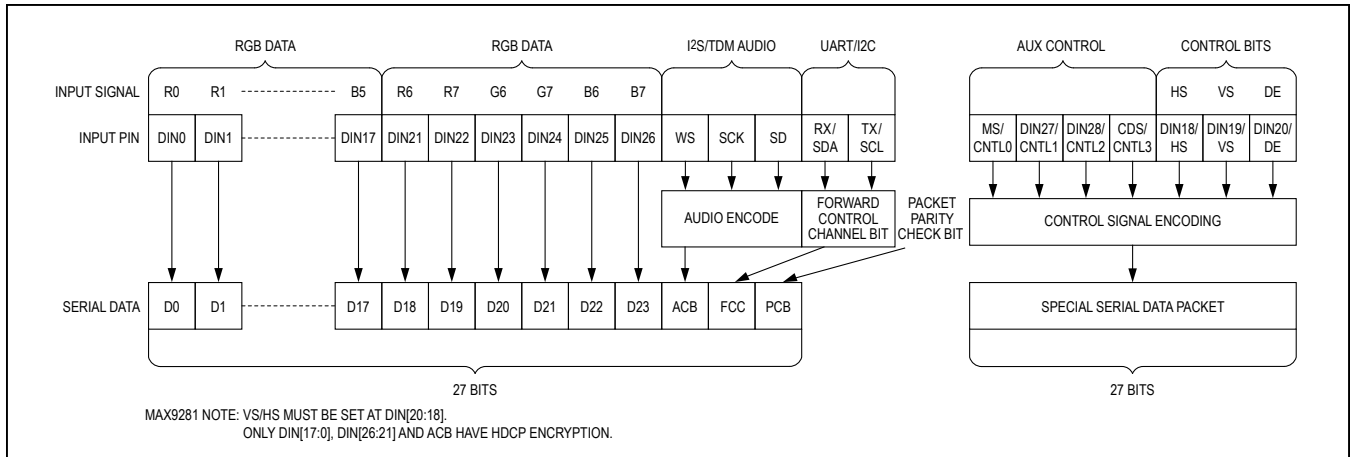 RGB DATA RGB DATA I²S/TDM AUDIO UART/I2C AUX CONTROL CONTROL BITS
INPUT SIGNAL R0 R1 B5 R6 R7 G6 G7 B6 B7 HS VS DE
INPUT PIN DIN0 DIN1 DIN17 DIN21 DIN22 DIN23 DIN24 DIN25 DIN26 WS SCK SD RX/ TX/ MS/ DIN27/ DIN28/ CDS/ DIN18/ DIN19/ DIN20/
SDA SCL CNTL0 CNTL1 CNTL2 CNTL3 HS VS DE
AUDIO ENCODE
FORWARD
CONTROL
CHANNEL BIT
PACKET
PARITY
CHECK BIT
CONTROL SIGNAL ENCODING
SERIAL DATA D0 D1 D17 D18 D19 D20 D21 D22 D23 ACB FCC PCB SPECIAL SERIAL DATA PACKET
27 BITS 27 BITS
MAX9281 NOTE: VS/HS MUST BE SET AT DIN[20:18].
ONLY DIN[17:0], DIN[26:21] AND ACB HAVE HDCP ENCRYPTION.